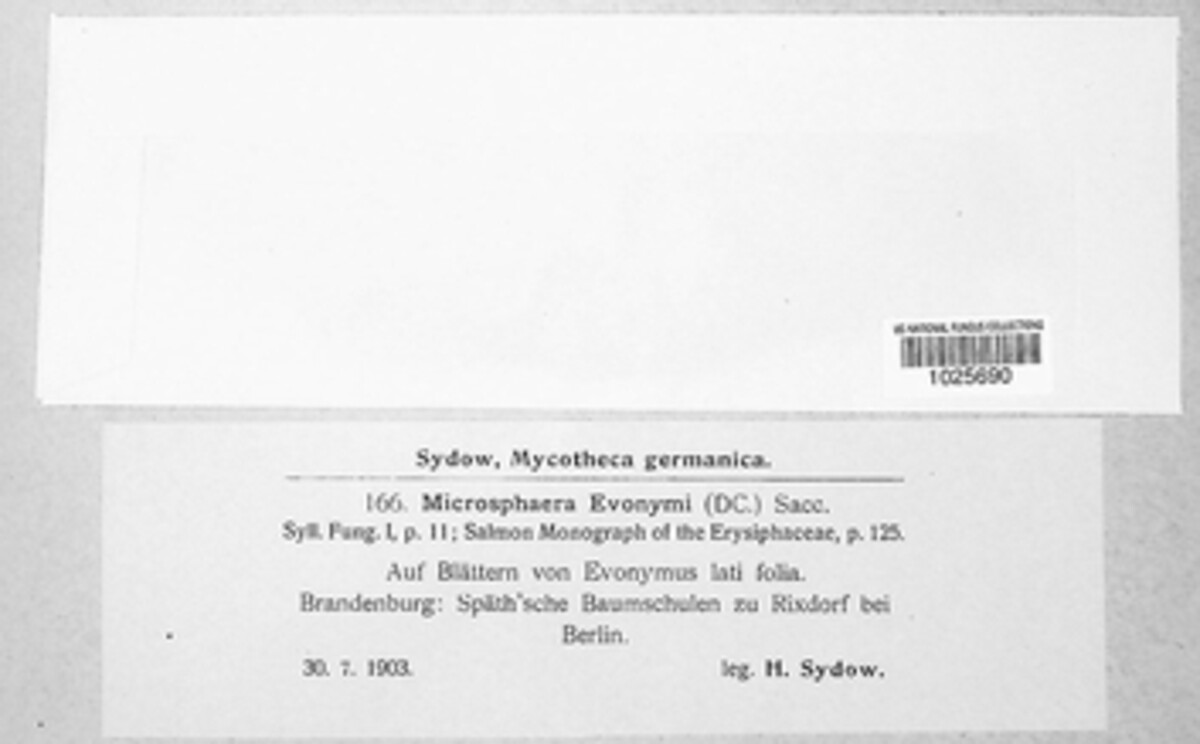 US NATIONAL FUNGUS COLLECTIONS
1025690
Sydow, Mycotheca germanica.
166. Microsphaera Evonymi (DC.) Sacc.
Syll. Fung. I, p. 11; Salmon Monograph of the Erysiphaceae, p. 125.
Auf Blättern von Evonymus lati folia.
Brandenburg: Späth'sche Baumschulen zu Rixdorf bei
Berlin.
30. 7. 1903. leg. H. Sydow.